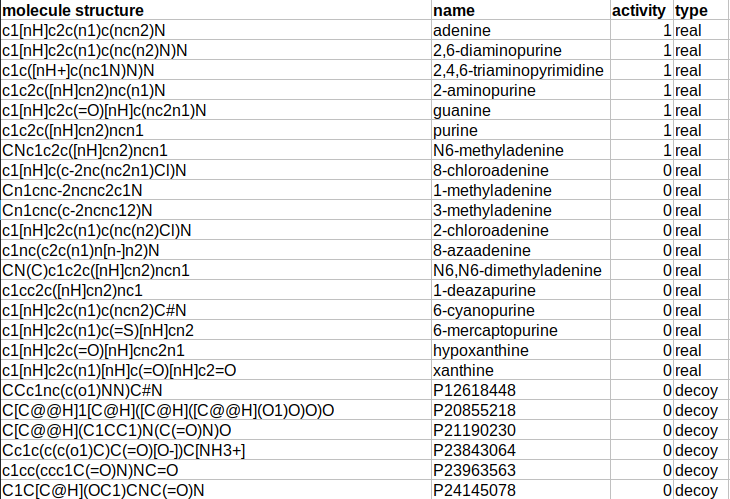 molecule structure name activity type
c1[nH]c2c(n1)c(ncn2)N adenine 1 real
c1[nH]c2c(n1)c(nc(n2)N)N 2,6-diaminopurine 1 real
c1c([nH+]c(nc1N)N)N 2,4,6-triaminopyrimidine 1 real
c1c2c([nH]cn2)nc(n1)N 2-aminopurine 1 real
c1[nH]c2c(=O)[nH]c(nc2n1)N guanine 1 real
c1c2c([nH]cn2)ncn1 purine 1 real
CNc1c2c([nH]cn2)ncn1 N6-methyladenine 1 real
c1[nH]c(c-2nc(nc2n1)Cl)N 8-chloroadenine 0 real
Cn1cnc-2ncnc2c1N 1-methyladenine 0 real
Cn1cnc(c-2ncnc12)N 3-methyladenine 0 real
c1[nH]c2c(n1)c(nc(n2)Cl)N 2-chloroadenine 0 real
c1nc(c2c(n1)n[n-]n2)N 8-azaadenine 0 real
CN(C)c1c2c([nH]cn2)ncn1 N6,N6-dimethyladenine 0 real
c1cc2c([nH]cn2)nc1 1-deazapurine 0 real
c1[nH]c2c(n1)c(ncn2)C#N 6-cyanopurine 0 real
c1[nH]c2c(n1)c(=S)[nH]cn2 6-mercaptopurine 0 real
c1[nH]c2c(=O)[nH]cnc2n1 hypoxanthine 0 real
c1[nH]c2c(n1)[nH]c(=O)[nH]c2=O xanthine 0 real
CCc1nc(c(o1)NN)C#N P12618448 0 decoy
C[C@@H]1[C@H]([C@H]([C@@H](O1)O)O)O P20855218 0 decoy
C[C@@H](C1CC1)N(C(=O)N)O P21190230 0 decoy
Cc1c(c(c(o1)C)C(=O)[O-])C[NH3+] P23843064 0 decoy
c1cc(ccc1C(=O)N)NC=O P23963563 0 decoy
C1C[C@H](OC1)CNC(=O)N P24145078 0 decoy